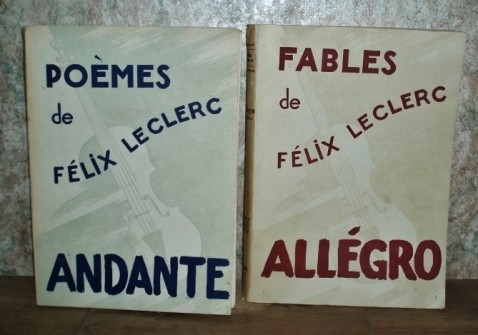 POÈMES
de
FÉLIX LECLERC
ANDANTE
FABLES
de
FÉLIX LECLERC
ALLÉGRO